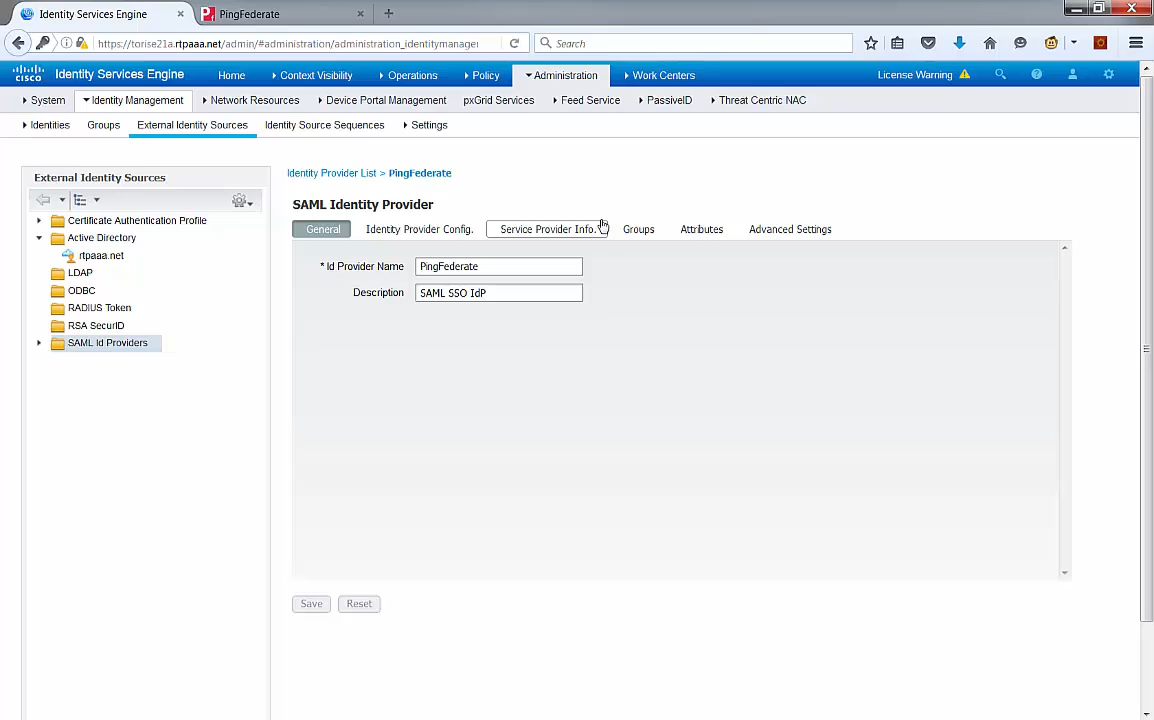 Identity Services Engine
PingFederate
https://torise21a.rtpaaa.net/admin/#administration/administration_identitymanage
Search
cisco
Identity Services Engine
Home
Context Visibility
Operations
Policy
Administration
Work Centers
License Warning
System
Identity Management
Network Resources
Device Portal Management
pxGrid Services
Feed Service
PassiveID
Threat Centric NAC
Identities
Groups
External Identity Sources
Identity Source Sequences
Settings
External Identity Sources
Certificate Authentication Profile
Active Directory
rtpaaa.net
LDAP
ODBC
RADIUS Token
RSA SecurID
SAML Id Providers
Identity Provider List > PingFederate
SAML Identity Provider
General
Identity Provider Config.
Service Provider Info.
Groups
Attributes
Advanced Settings
* Id Provider Name
PingFederate
Description
SAML SSO IdP
Save
Reset